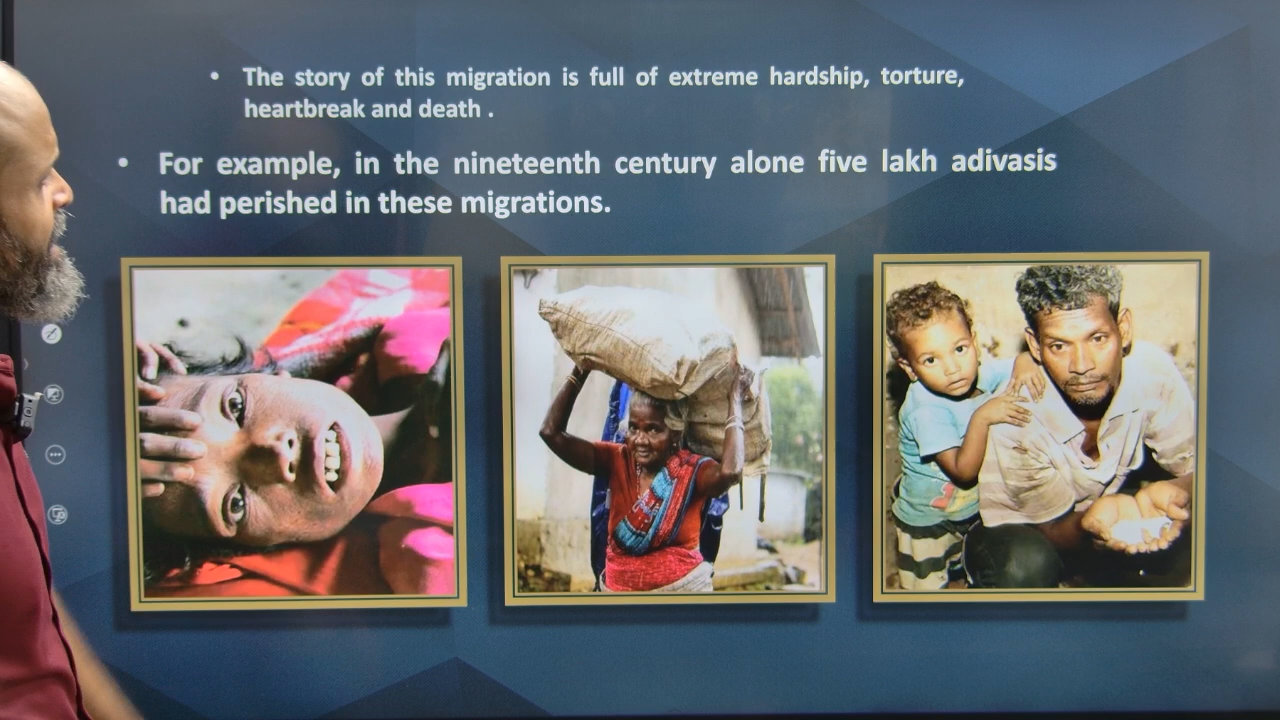 • The story of this migration is full of extreme hardship, torture,
heartbreak and death .
• For example, in the nineteenth century alone five lakh adivasis
had perished in these migrations.